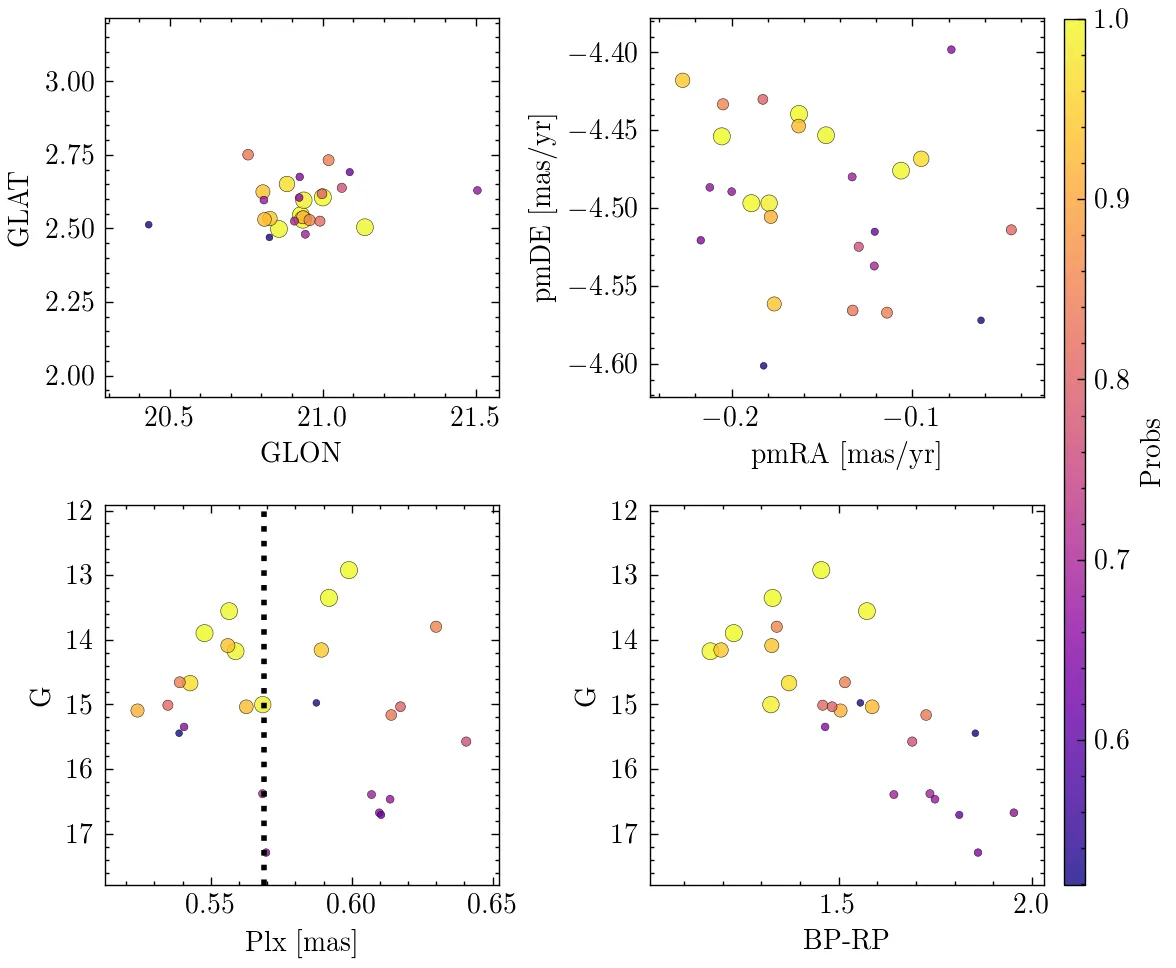 3.00
2.75
2.50
2.25
2.00
GLAT
20.5 21.0 21.5
GLON
−4.40
−4.45
−4.50
−4.55
−4.60
pmDE [mas/yr]
−0.2 −0.1
pmRA [mas/yr]
1.0
0.9
0.8
0.7
0.6
Probs
12
13
14
15
16
17
G
0.55 0.60 0.65
Plx [mas]
12
13
14
15
16
17
G
1.5 2.0
BP-RP